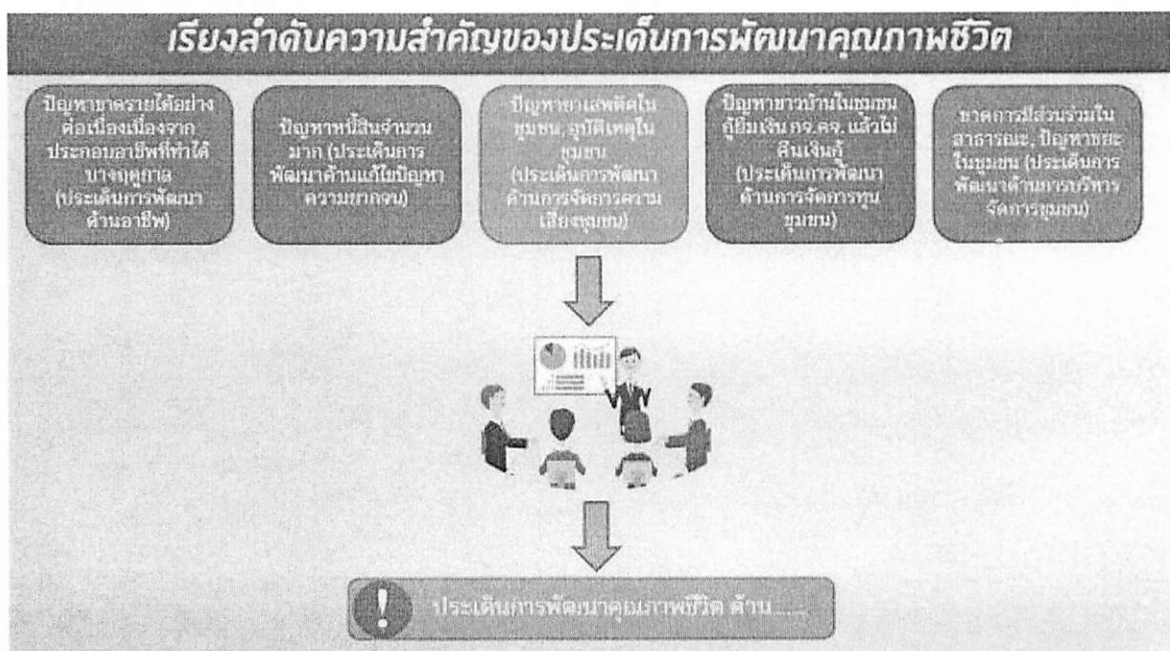 เรียงลำดับความสำคัญของประเด็นการพัฒนาคุณภาพชีวิต
ปัญหาขาดรายได้อย่าง
ต่อเนื่องเนื่องจาก
ประกอบอาชีพที่ทำได้
บางฤดูกาล
(ประเด็นการพัฒนา
ด้านอาชีพ)
ปัญหาหนี้สินจำนวน
มาก (ประเด็นการ
พัฒนาด้านแก้ไขปัญหา
ความยากจน)
ปัญหายาเสพติดใน
ชุมชน, อุบัติเหตุใน
ชุมชน
(ประเด็นการพัฒนา
ด้านการจัดการความ
เสี่ยงชุมชน)
ปัญหาชาวบ้านในชุมชน
กู้ยืมเงิน กจ.คจ. แล้วไม่
คืนเงินกู้
(ประเด็นการพัฒนา
ด้านการจัดการทุน
ชุมชน)
ขาดการมีส่วนร่วมใน
สาธารณะ, ปัญหาขยะ
ในชุมชน (ประเด็นการ
พัฒนาด้านการบริหาร
จัดการชุมชน)
! ประเด็นการพัฒนาคุณภาพชีวิต ด้าน......